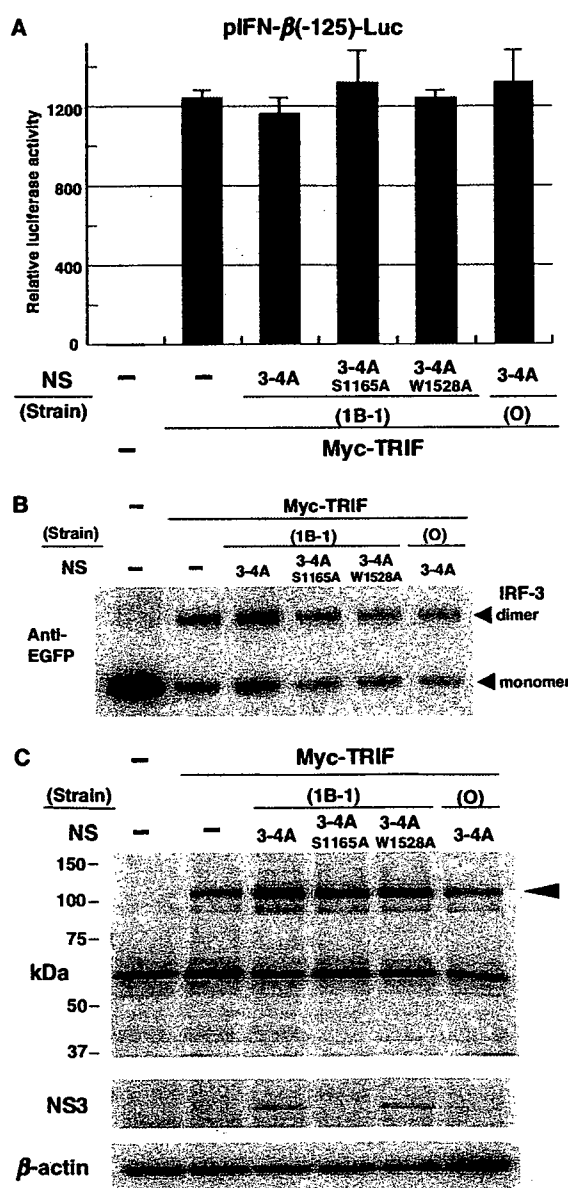 A
pIFN-β(-125)-Luc
Relative luciferase activity
1200
800
400
0
NS – – 3-4A 3-4A S1165A 3-4A W1528A 3-4A
(Strain) (1B-1) (O)
– Myc-TRIF
B
– Myc-TRIF
(Strain) (1B-1) (O)
NS – – 3-4A 3-4A S1165A 3-4A W1528A 3-4A
IRF-3
dimer
Anti-
EGFP
monomer
C
– Myc-TRIF
(Strain) (1B-1) (O)
NS – – 3-4A 3-4A S1165A 3-4A W1528A 3-4A
150–
100–
75–
kDa
50–
37–
NS3
β-actin